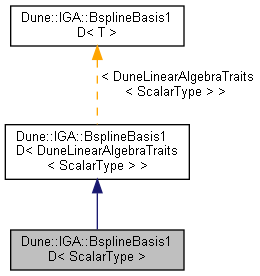 Dune::IGA::BsplineBasis1
D< T >
< DuneLinearAlgebraTraits
< ScalarType > >
Dune::IGA::BsplineBasis1
D< DuneLinearAlgebraTraits
< ScalarType > >
Dune::IGA::BsplineBasis1
D< ScalarType >